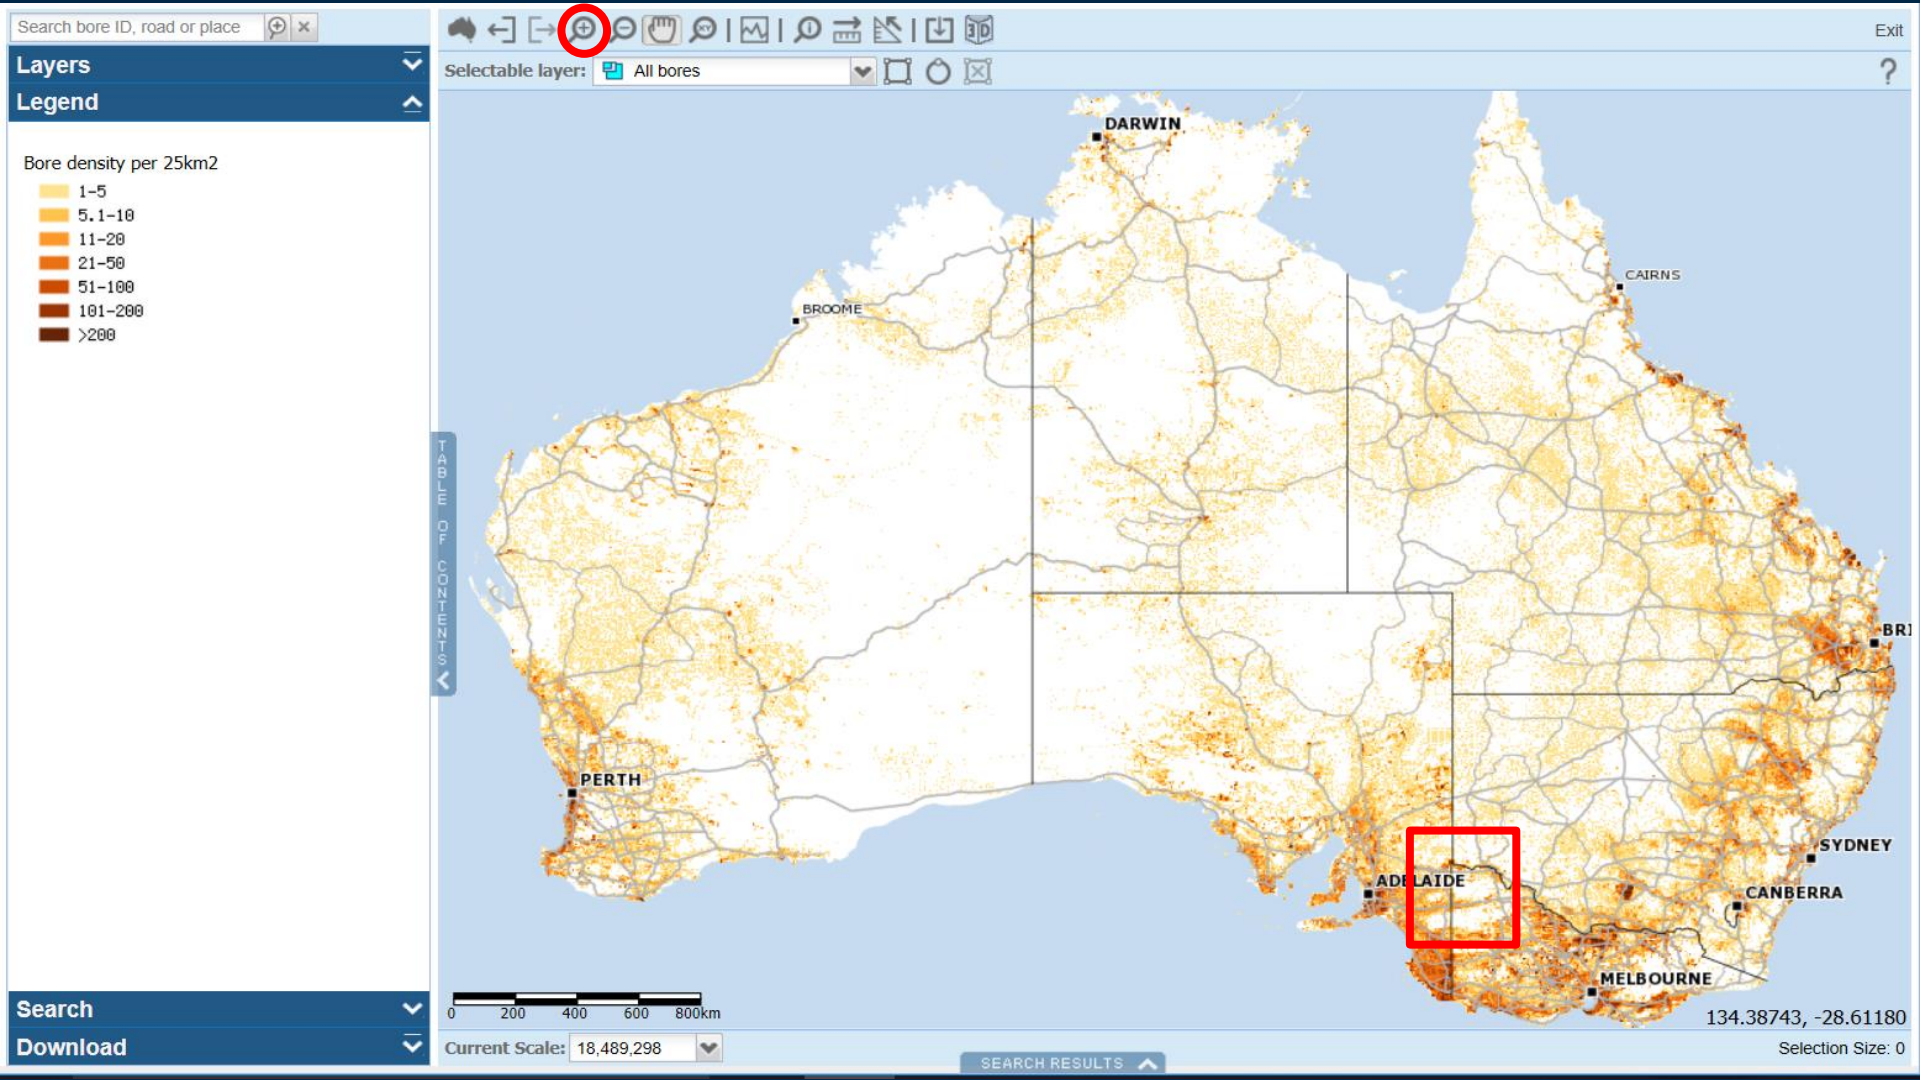 Search bore ID, road or place
Exit
Layers
Selectable layer: All bores
?
Legend
Bore density per 25km2
1-5
5.1-10
11-20
21-50
51-100
101-200
>200
TABLE OF CONTENTS
DARWIN
CAIRNS
BROOME
BRI
PERTH
SYDNEY
ADELAIDE
CANBERRA
MELBOURNE
0 200 400 600 800km
134.38743, -28.61180
Search
Download
Current Scale: 18,489,298
SEARCH RESULTS
Selection Size: 0
XY
i
3D